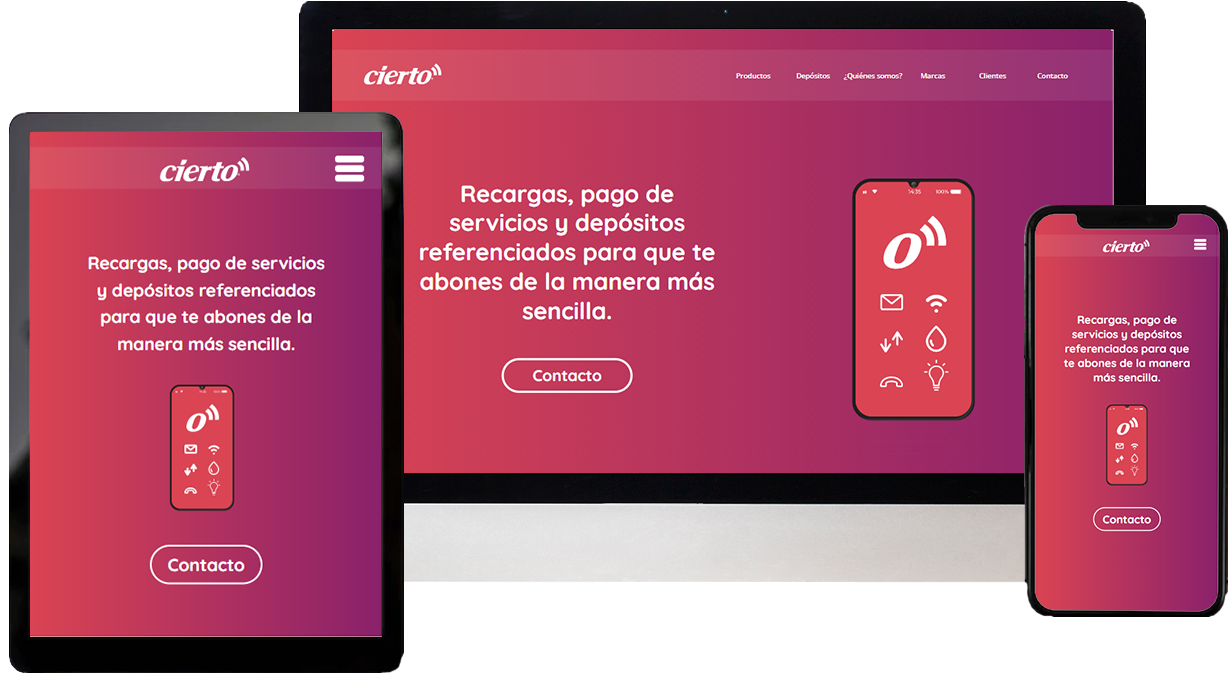 cierto
Productos Depósitos ¿Quiénes somos? Marcas Clientes Contacto
Recargas, pago de
servicios y depósitos
referenciados para que te
abones de la manera más
sencilla.
Contacto
14:35 100%
o
cierto
Recargas, pago de servicios
y depósitos referenciados
para que te abones de la
manera más sencilla.
o
Contacto
cierto
Recargas, pago de
servicios y depósitos
referenciados para que
te abones de la manera
más sencilla.
o
Contacto